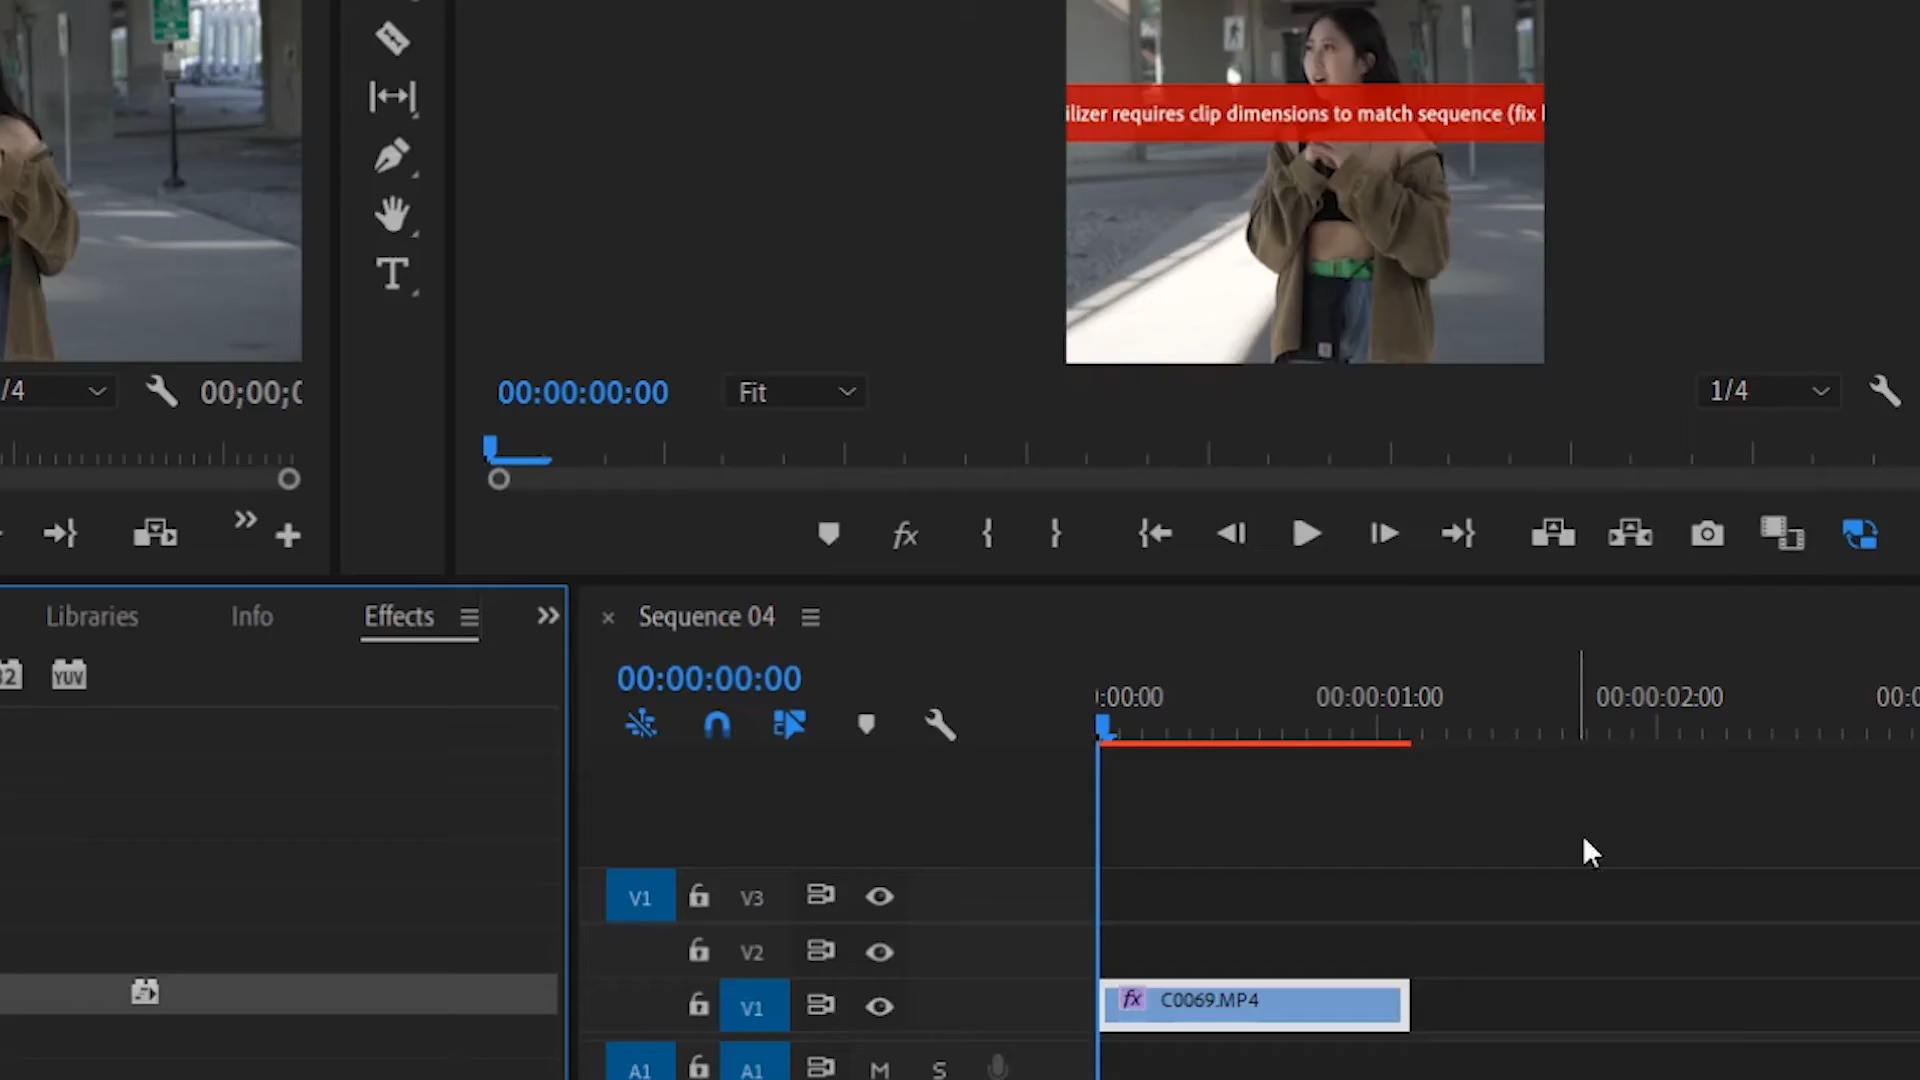 ilizer requires clip dimensions to match sequence (fix
/4
00;00;0
00:00:00:00
Fit
1/4
Libraries
Info
Effects
Sequence 04
YUV
00:00:00:00
:00:00
00:00:01:00
00:00:02:00
00:0
V1
V3
V2
V1
fx C0069.MP4
A1
A1
M
S